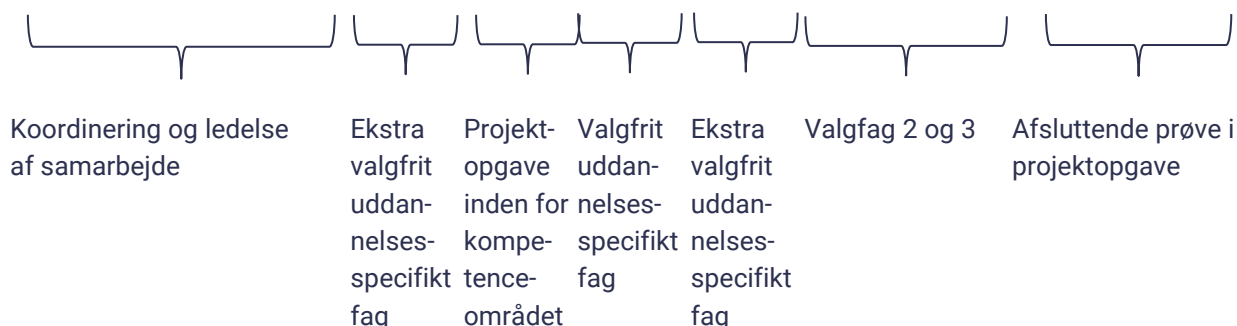 Koordinering og ledelse
af samarbejde
Ekstra
valgfrit
uddan-
nelses-
specifikt
fag
Projekt-
opgave
inden for
kompe-
tence-
området
Valgfrit
uddan-
nelses-
specifikt
fag
Ekstra
valgfrit
uddan-
nelses-
specifikt
fag
Valgfag 2 og 3
Afsluttende prøve i
projektopgave